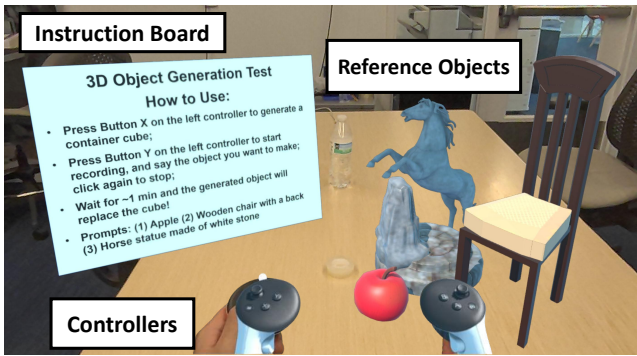 Instruction Board
Reference Objects
3D Object Generation Test
How to Use:
• Press Button X on the left controller to generate a
container cube;
• Press Button Y on the left controller to start
recording, and say the object you want to make;
click again to stop;
• Wait for ~1 min and the generated object will
replace the cube!
• Prompts: (1) Apple (2) Wooden chair with a back
(3) Horse statue made of white stone
Controllers